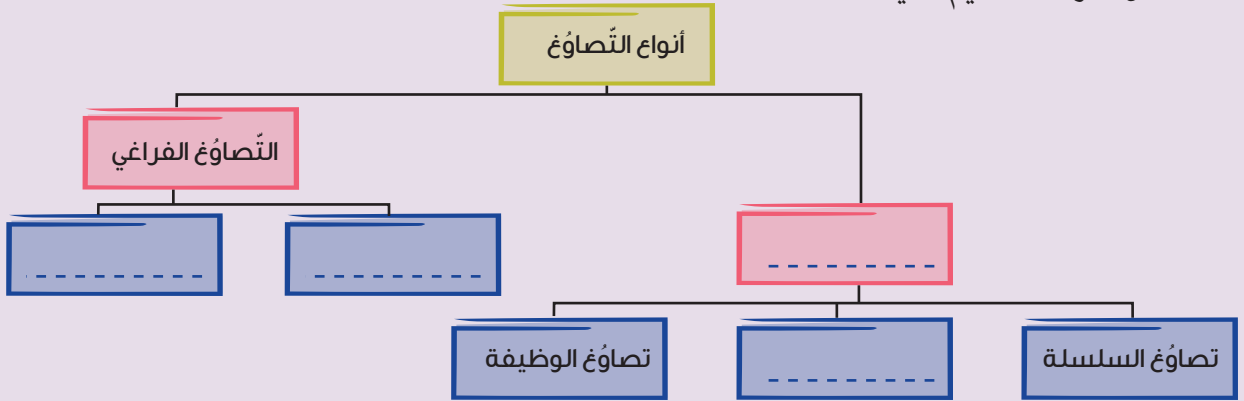 أنواع التّصاوُغ
التّصاوُغ الفراغي
تصاوُغ السلسلة
تصاوُغ الوظيفة